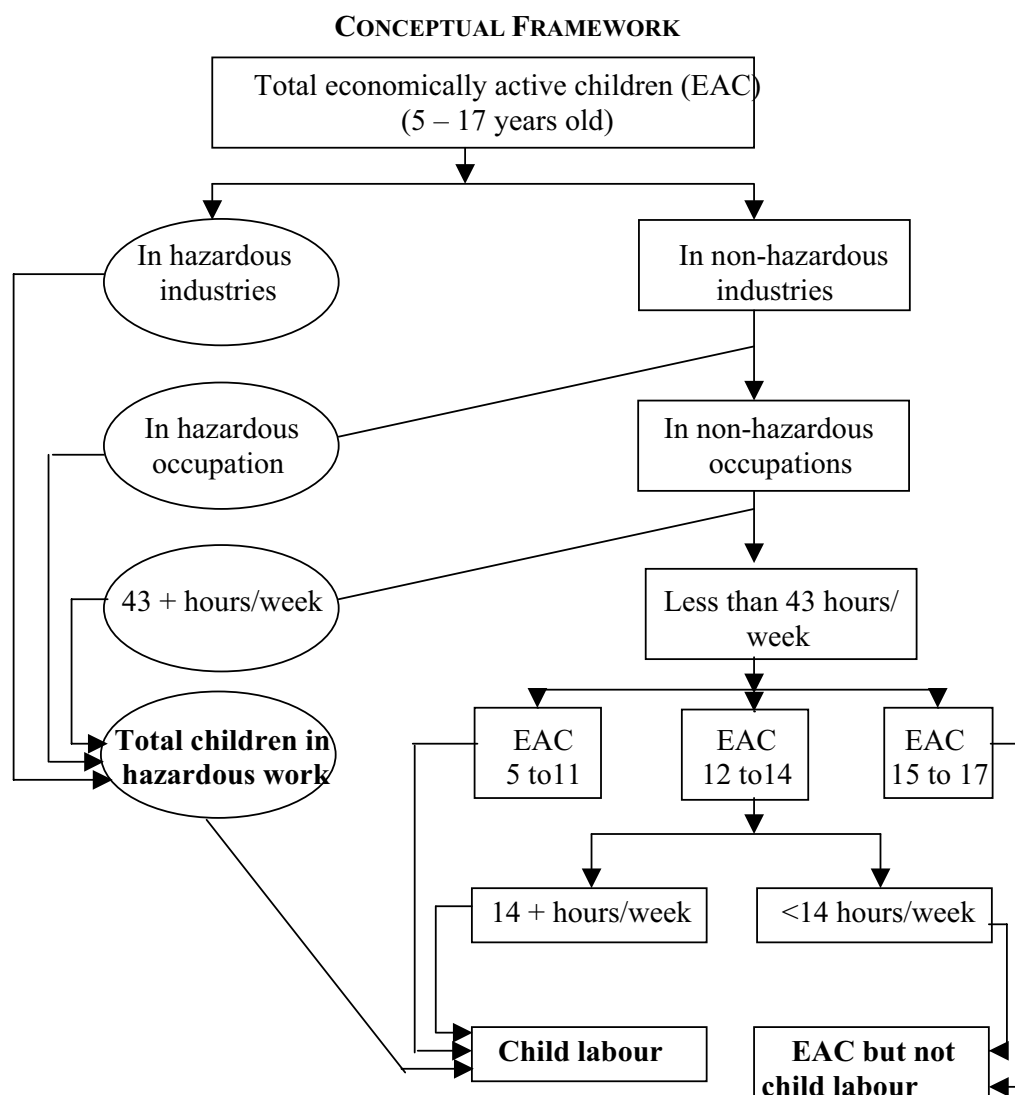 CONCEPTUAL FRAMEWORK
Total economically active children (EAC)
(5 – 17 years old)
In hazardous
industries
In non-hazardous
industries
In hazardous
occupation
In non-hazardous
occupations
43 + hours/week
Less than 43 hours/
week
Total children in
hazardous work
EAC
5 to11
EAC
12 to14
EAC
15 to 17
14 + hours/week
<14 hours/week
Child labour
EAC but not
child labour